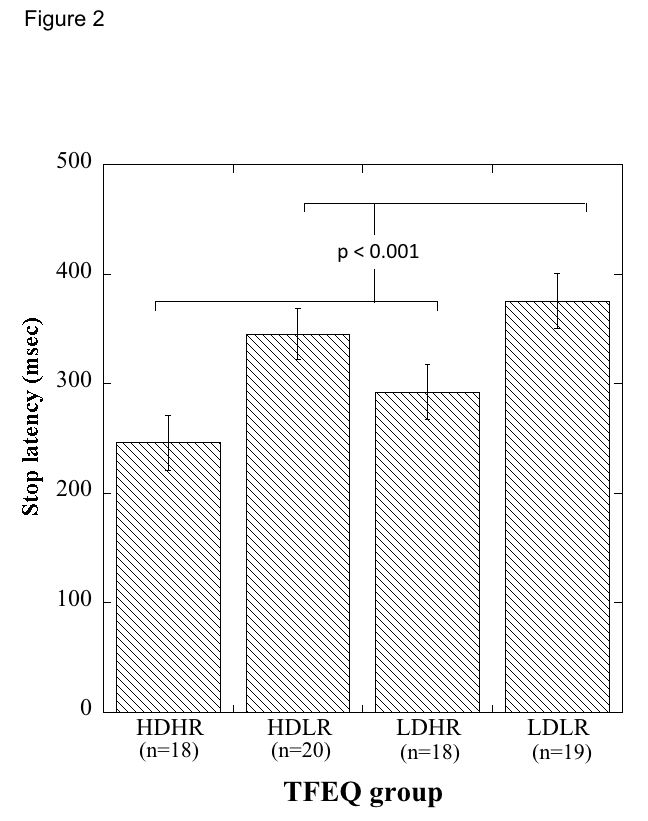 Figure 2
500
400
300
200
100
0
Stop latency (msec)
p < 0.001
HDHR HDLR LDHR LDLR
(n=18) (n=20) (n=18) (n=19)
TFEQ group